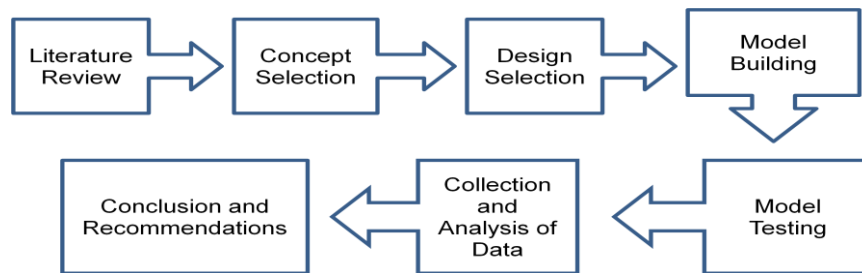 Literature
Review
Concept
Selection
Design
Selection
Model
Building
Conclusion and
Recommendations
Collection
and
Analysis of
Data
Model
Testing